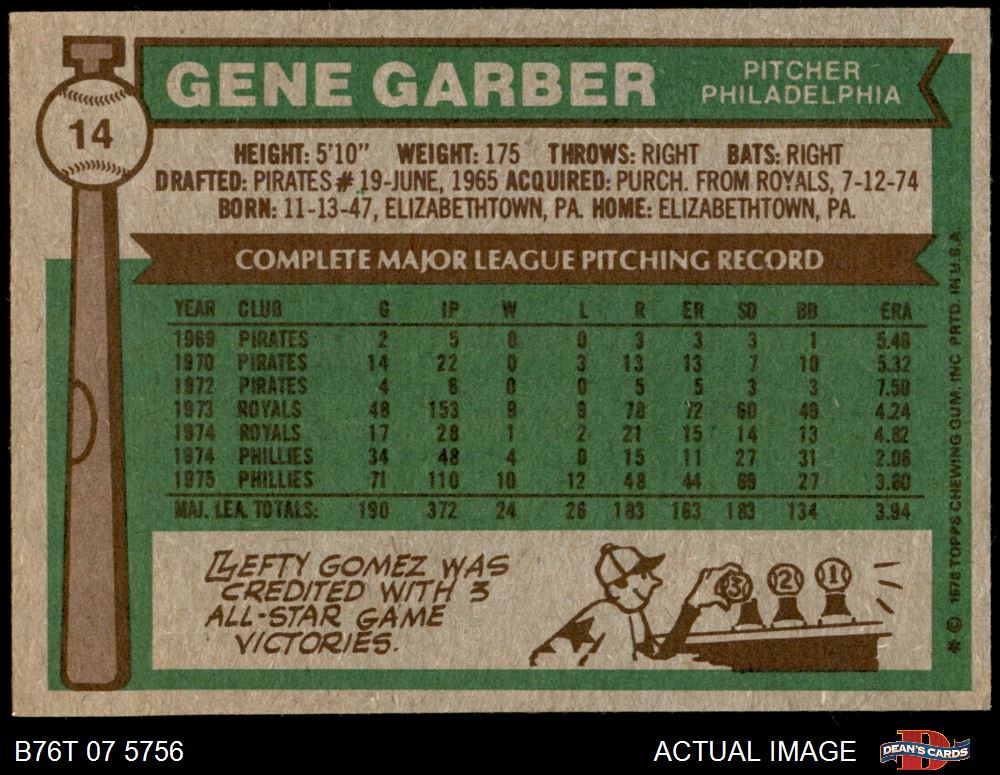 14
GENE GARBER
PITCHER
PHILADELPHIA
HEIGHT: 5'10" WEIGHT: 175 THROWS: RIGHT BATS: RIGHT
DRAFTED: PIRATES # 19-JUNE, 1965 ACQUIRED: PURCH. FROM ROYALS, 7-12-74
BORN: 11-13-47, ELIZABETHTOWN, PA. HOME: ELIZABETHTOWN, PA.
COMPLETE MAJOR LEAGUE PITCHING RECORD
YEAR CLUB G IP W L R ER SO BB ERA
1969 PIRATES 2 5 0 0 3 3 3 1 5.40
1970 PIRATES 14 22 0 3 13 13 7 10 5.32
1972 PIRATES 4 6 0 0 5 5 3 3 7.50
1973 ROYALS 48 153 9 9 78 72 60 49 4.24
1974 ROYALS 17 28 1 2 21 15 14 13 4.82
1974 PHILLIES 34 48 4 0 15 11 27 31 2.06
1975 PHILLIES 71 110 10 12 48 44 69 27 3.60
MAJ. LEA. TOTALS: 190 372 24 26 183 163 183 134 3.94
LEFTY GOMEZ WAS
CREDITED WITH 3
ALL-STAR GAME
VICTORIES.
3 2 1
* © 1976 TOPPS CHEWING GUM, INC. PRTD. IN U.S.A.
B76T 07 5756 ACTUAL IMAGE D DEAN'S CARDS